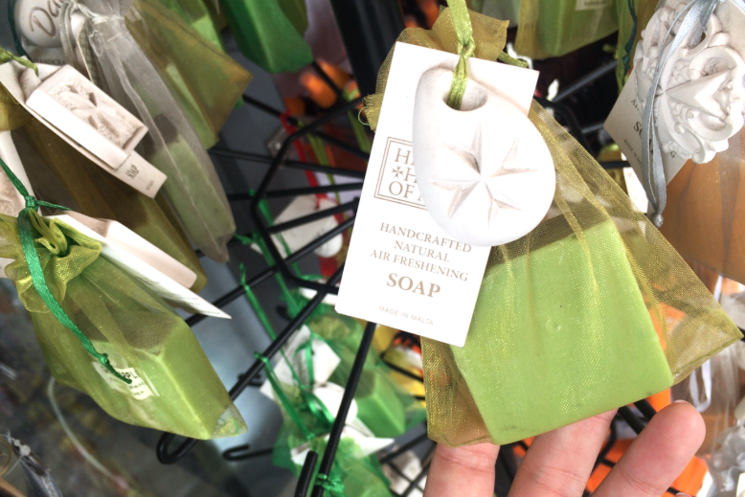 HANDCRAFTED
NATURAL
AIR FRESHENING
SOAP
MADE IN MALTA